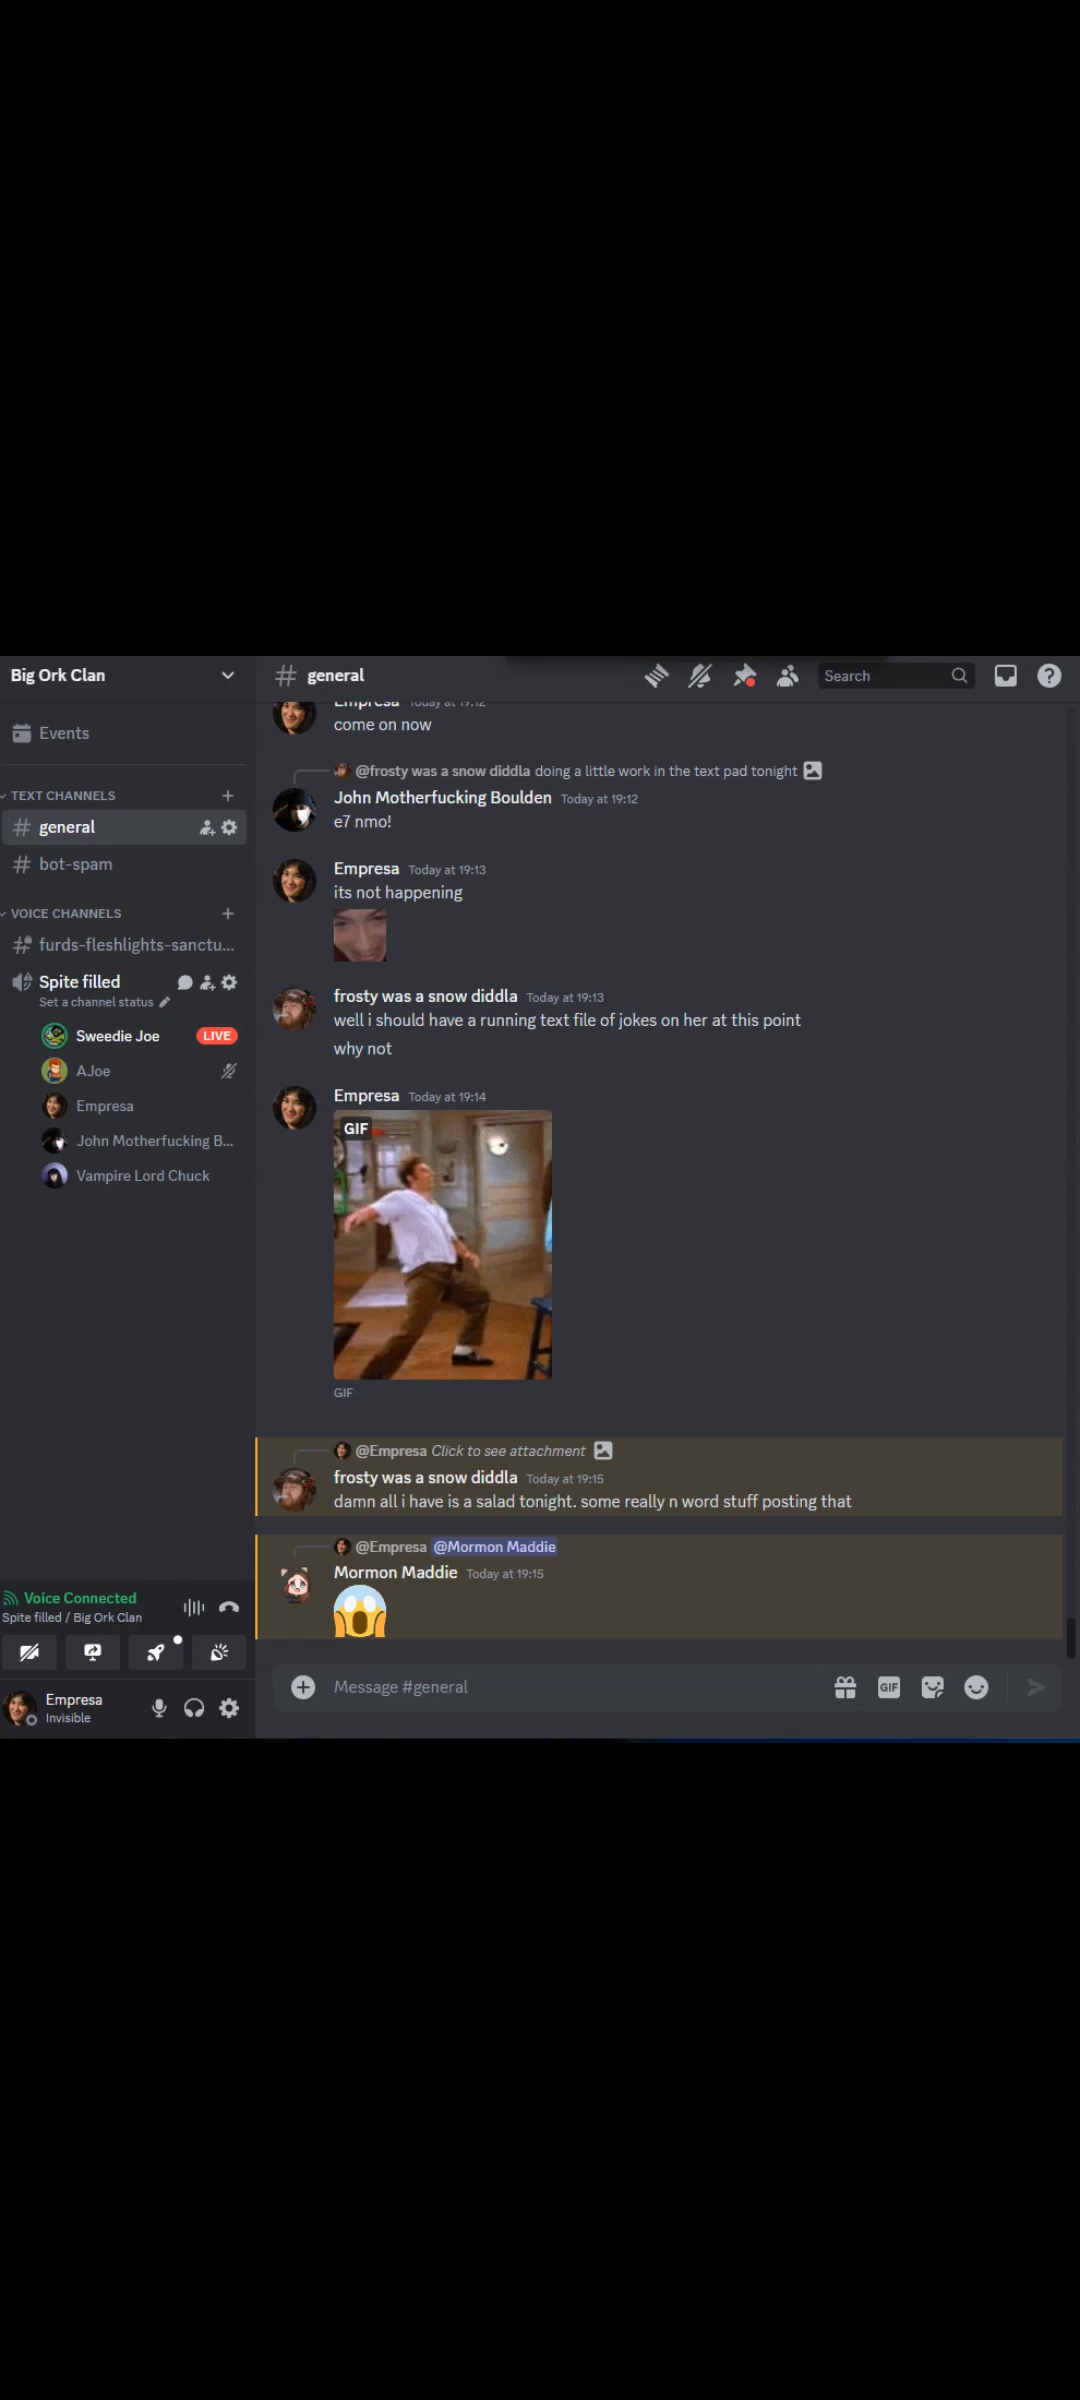 Big Ork Clan
Events
TEXT CHANNELS
general
bot-spam
VOICE CHANNELS
furds-fleshlights-sanctu...
Spite filled
Set a channel status
Sweedie Joe LIVE
AJoe
Empresa
John Motherfucking B...
Vampire Lord Chuck
Voice Connected
Spite filled / Big Ork Clan
Empresa
Invisible
general
Search
Empresa Today at 19:12
come on now
@frosty was a snow diddla doing a little work in the text pad tonight
John Motherfucking Boulden Today at 19:12
e7 nmo!
Empresa Today at 19:13
its not happening
frosty was a snow diddla Today at 19:13
well i should have a running text file of jokes on her at this point
why not
Empresa Today at 19:14
GIF
GIF
@Empresa Click to see attachment
frosty was a snow diddla Today at 19:15
damn all i have is a salad tonight. some really n word stuff posting that
@Empresa @Mormon Maddie
Mormon Maddie Today at 19:15
Message #general
GIF